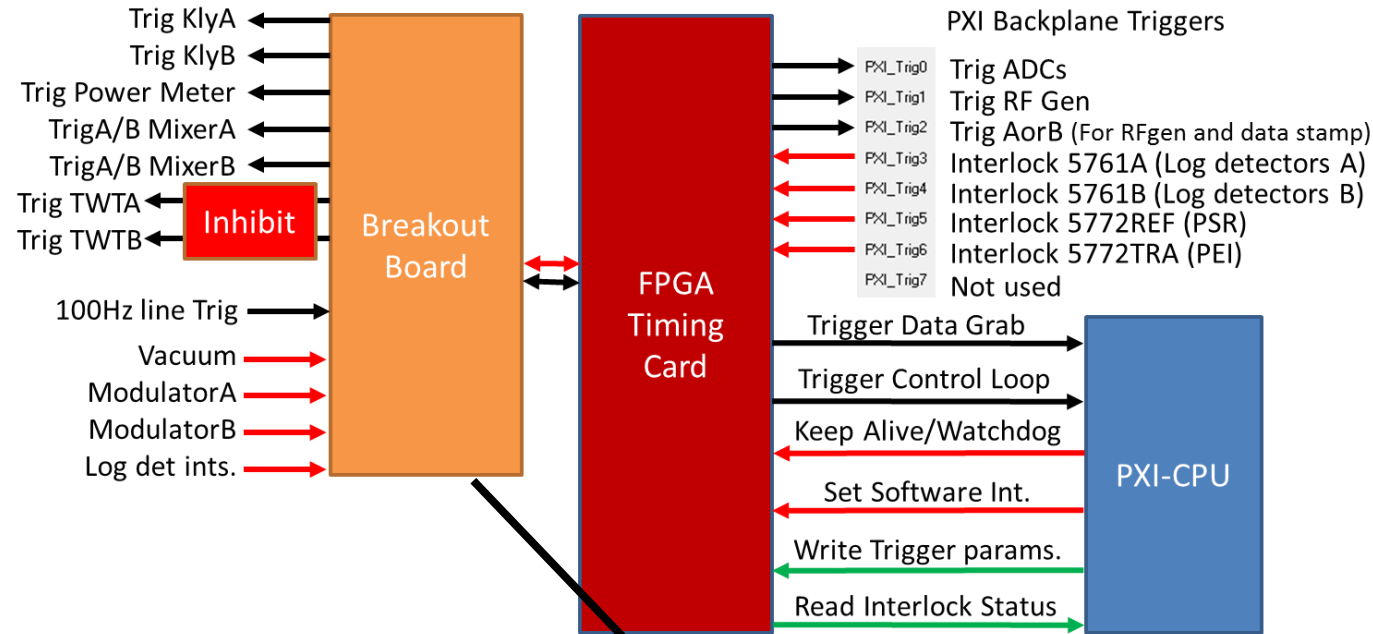 Trig KlyA
Trig KlyB
Trig Power Meter
TrigA/B MixerA
TrigA/B MixerB
Trig TWTA
Trig TWTB
Inhibit
100Hz line Trig
Vacuum
ModulatorA
ModulatorB
Log det ints.
Breakout
Board
FPGA
Timing
Card
PXI Backplane Triggers
PXI_Trig0 Trig ADCs
PXI_Trig1 Trig RF Gen
PXI_Trig2 Trig AorB (For RFgen and data stamp)
PXI_Trig3 Interlock 5761A (Log detectors A)
PXI_Trig4 Interlock 5761B (Log detectors B)
PXI_Trig5 Interlock 5772REF (PSR)
PXI_Trig6 Interlock 5772TRA (PEI)
PXI_Trig7 Not used
Trigger Data Grab
Trigger Control Loop
Keep Alive/Watchdog
Set Software Int.
Write Trigger params.
Read Interlock Status
PXI-CPU